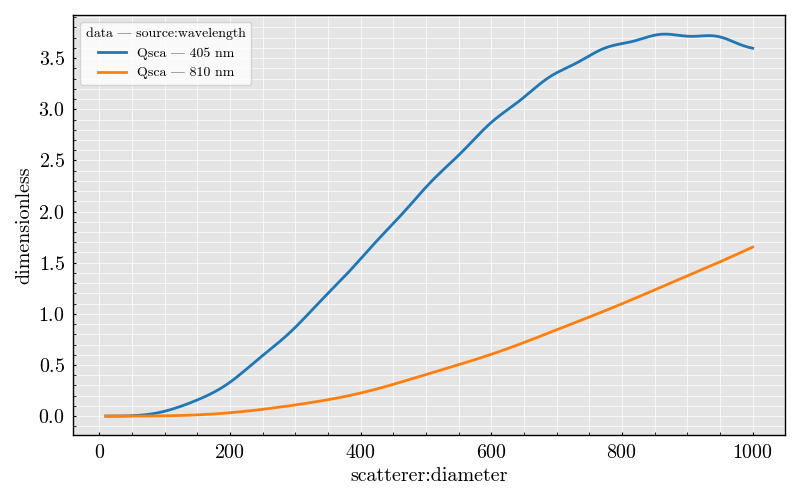 data — source:wavelength
Qsca — 405 nm
Qsca — 810 nm
3.5
3.0
2.5
2.0
1.5
1.0
0.5
0.0
dimensionless
0 200 400 600 800 1000
scatterer:diameter